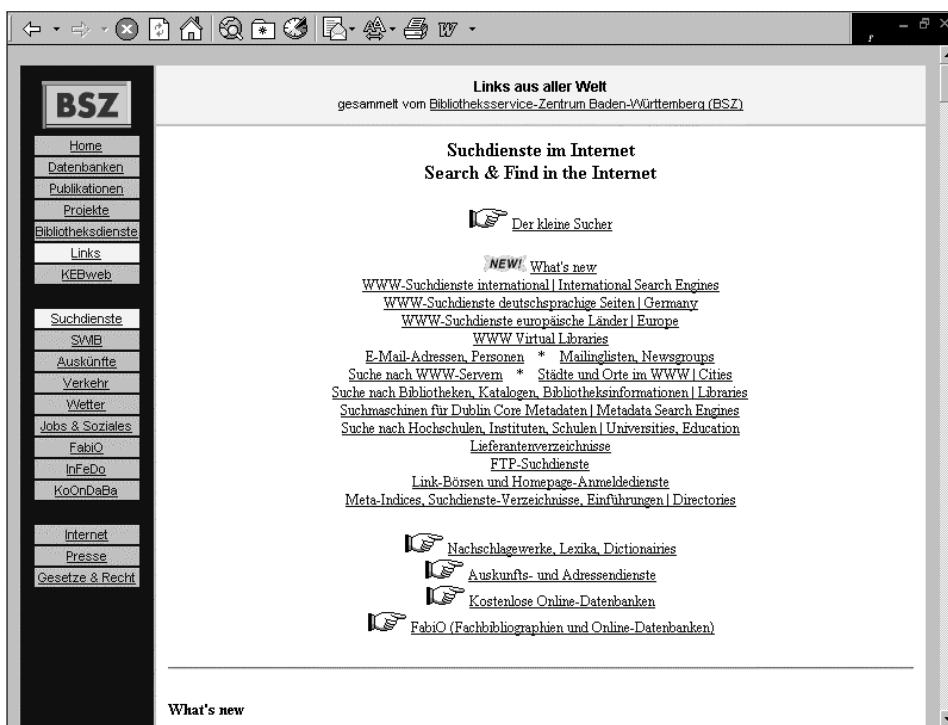 BSZ
Home
Datenbanken
Publikationen
Projekte
Bibliotheksdienste
Links
KEBweb
Suchdienste
SWB
Auskünfte
Verkehr
Wetter
Jobs & Soziales
FabiO
InFeDo
KoOnDaBa
Internet
Presse
Gesetze & Recht
Links aus aller Welt
gesammelt vom Bibliotheksservice-Zentrum Baden-Württemberg (BSZ)
Suchdienste im Internet
Search & Find in the Internet
Der kleine Sucher
NEW! What's new
WWW-Suchdienste international | International Search Engines
WWW-Suchdienste deutschsprachige Seiten | Germany
WWW-Suchdienste europäische Länder | Europe
WWW Virtual Libraries
E-Mail-Adressen, Personen * Mailinglisten, Newsgroups
Suche nach WWW-Servern * Städte und Orte im WWW | Cities
Suche nach Bibliotheken, Katalogen, Bibliotheksinformationen | Libraries
Suchmaschinen für Dublin Core Metadaten | Metadata Search Engines
Suche nach Hochschulen, Instituten, Schulen | Universities, Education
Lieferantenverzeichnisse
FTP-Suchdienste
Link-Börsen und Homepage-Anmeldedienste
Meta-Indices, Suchdienste-Verzeichnisse, Einführungen | Directories
Nachschlagewerke, Lexika, Dictionairies
Auskunfts- und Adressendienste
Kostenlose Online-Datenbanken
FabiO (Fachbibliographien und Online-Datenbanken)
What's new